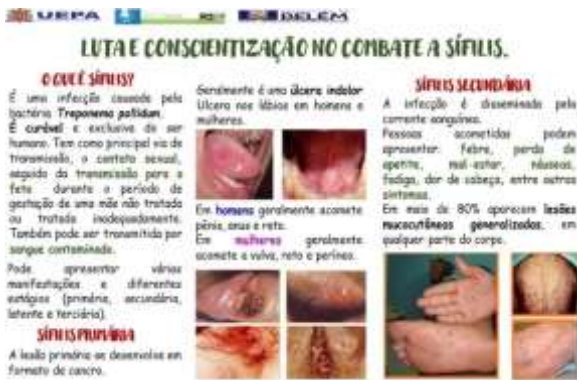 UEPA
BELÉM
LUTA E CONSCIENTIZAÇÃO NO COMBATE A SÍFILIS.
O QUE É SÍFILIS?
É uma infecção causada pela
bactéria Treponema pallidum.
É curável e exclusiva do ser
humano. Tem como principal via de
transmissão, o contato sexual,
seguido da transmissão para o
feto durante o período de
gestação de uma mãe não tratada
ou tratada inadequadamente.
Também pode ser transmitida por
sangue contaminado.
Pode apresentar várias
manifestações e diferentes
estágios (primária, secundária,
latente e terciária).
SÍFILIS PRIMÁRIA
A lesão primária se desenvolve em
formato de cancro.
Geralmente é uma úlcera indolor
Ulcera nos lábios em homens e
mulheres.
Em homens geralmente acomete
pênis, anus e reto.
Em mulheres geralmente
acomete a vulva, reto e períneo.
SÍFILIS SECUNDÁRIA
A infecção é disseminada pela
corrente sanguínea.
Pessoas acometidas podem
apresentar: febre, perda de
apetite, mal-estar, náuseas,
fadiga, dor de cabeça, entre outros
sintomas.
Em mais de 80% aparecem lesões
mucocutâneas generalizadas, em
qualquer parte do corpo.